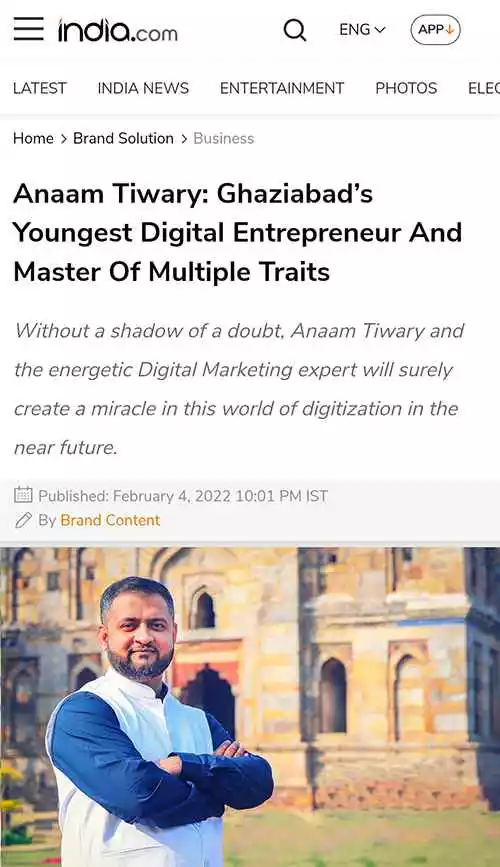 india.com
ENG
APP
LATEST INDIA NEWS ENTERTAINMENT PHOTOS ELEC
Home > Brand Solution > Business
Anaam Tiwary: Ghaziabad's
Youngest Digital Entrepreneur And
Master Of Multiple Traits
Without a shadow of a doubt, Anaam Tiwary and
the energetic Digital Marketing expert will surely
create a miracle in this world of digitization in the
near future.
Published: February 4, 2022 10:01 PM IST
By Brand Content